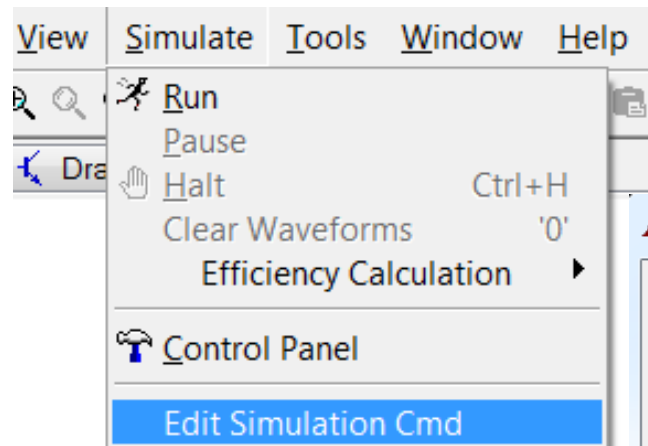 View Simulate Tools Window Help
Run
Dra
Pause
Halt Ctrl+H
Clear Waveforms '0'
Efficiency Calculation
Control Panel
Edit Simulation Cmd